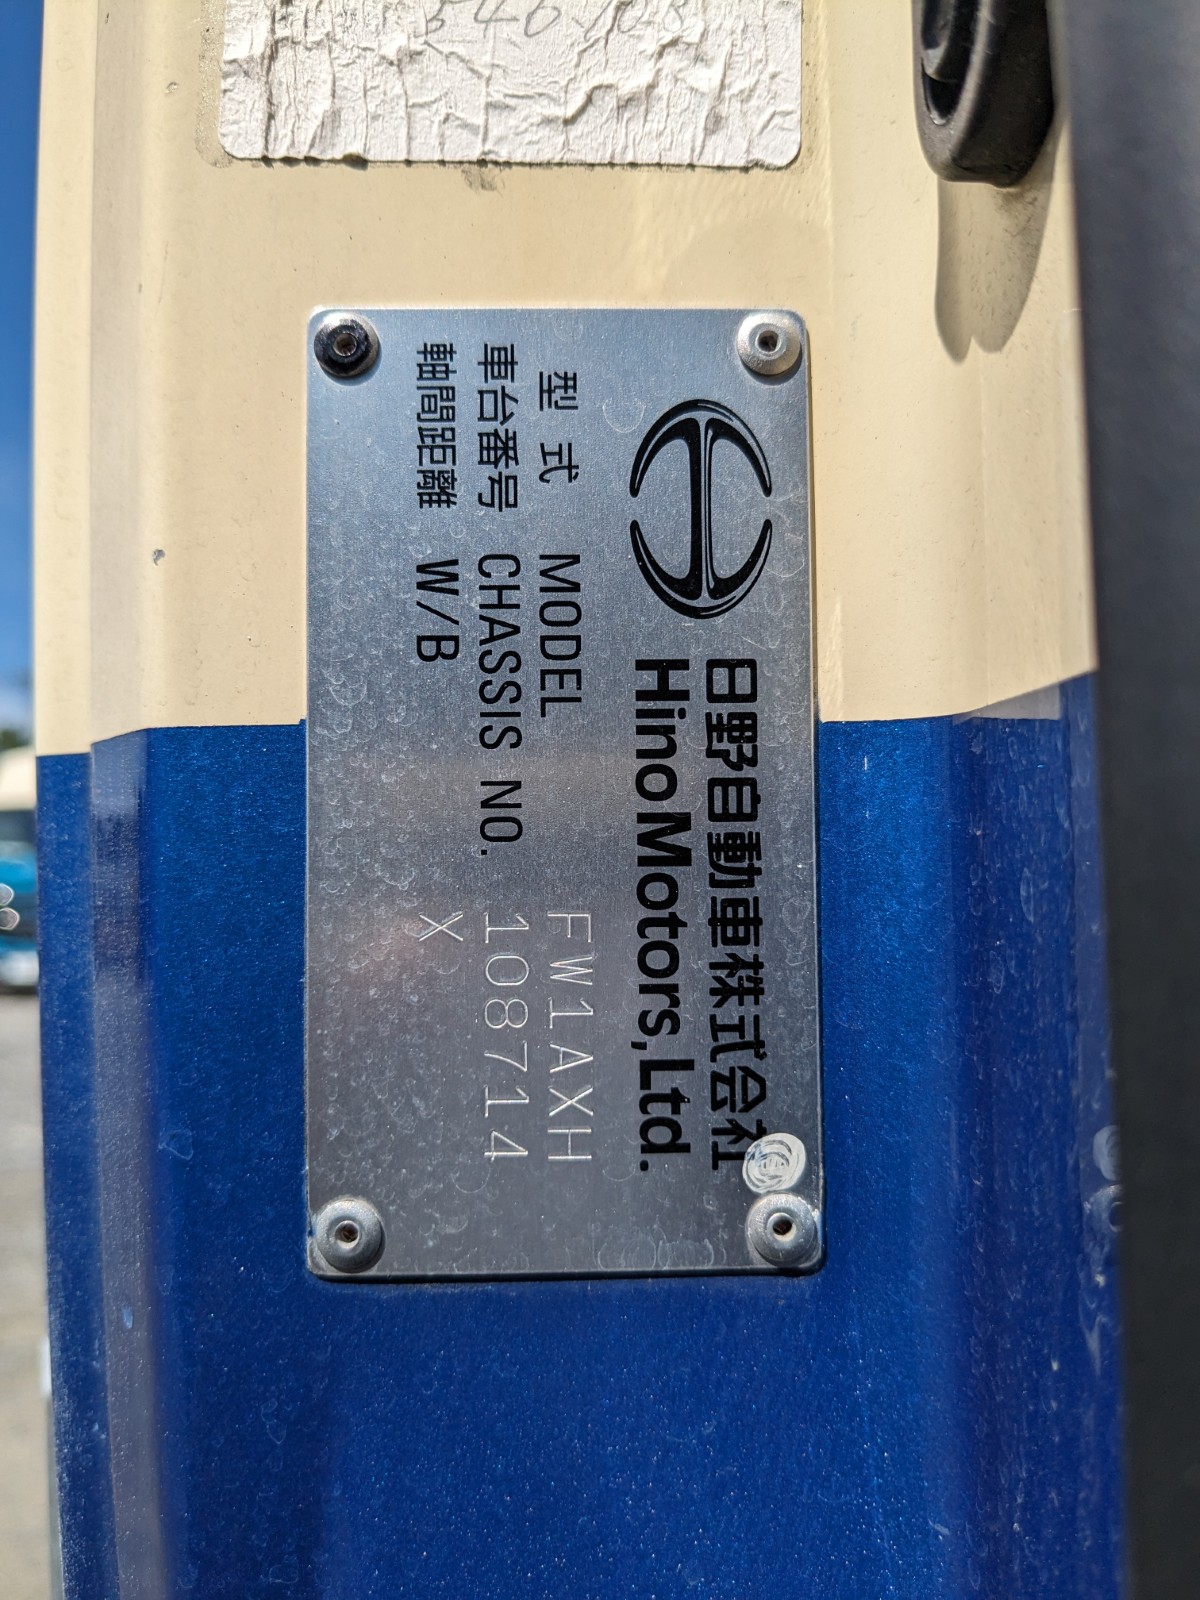 日野自動車株式会社
Hino Motors, Ltd.
型式 MODEL FW1AXH
車台番号 CHASSIS NO. 108714
軸間距離 W/B X